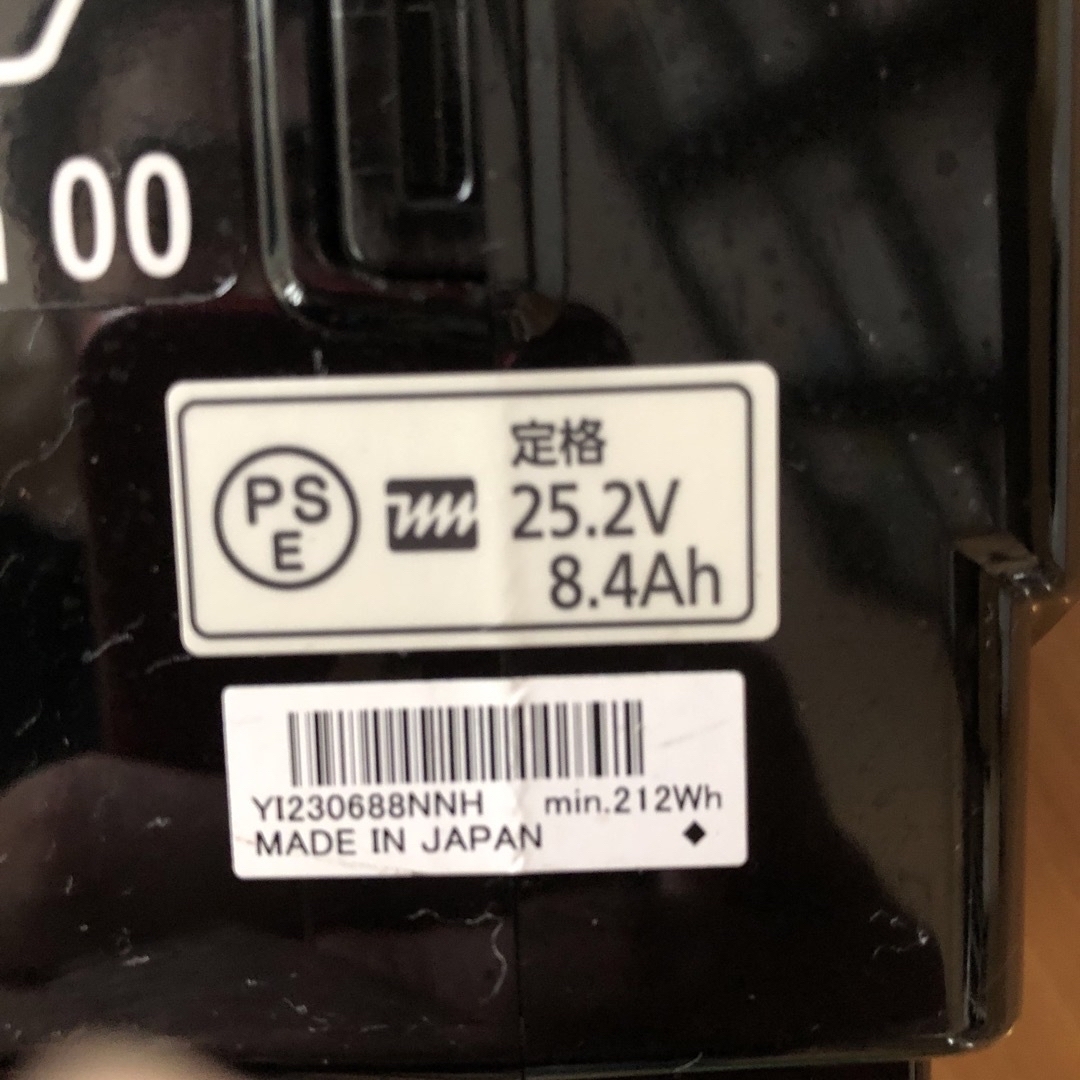 00
定格
PS
E
25.2V
8.4Ah
YI230688NNH min.212Wh
MADE IN JAPAN